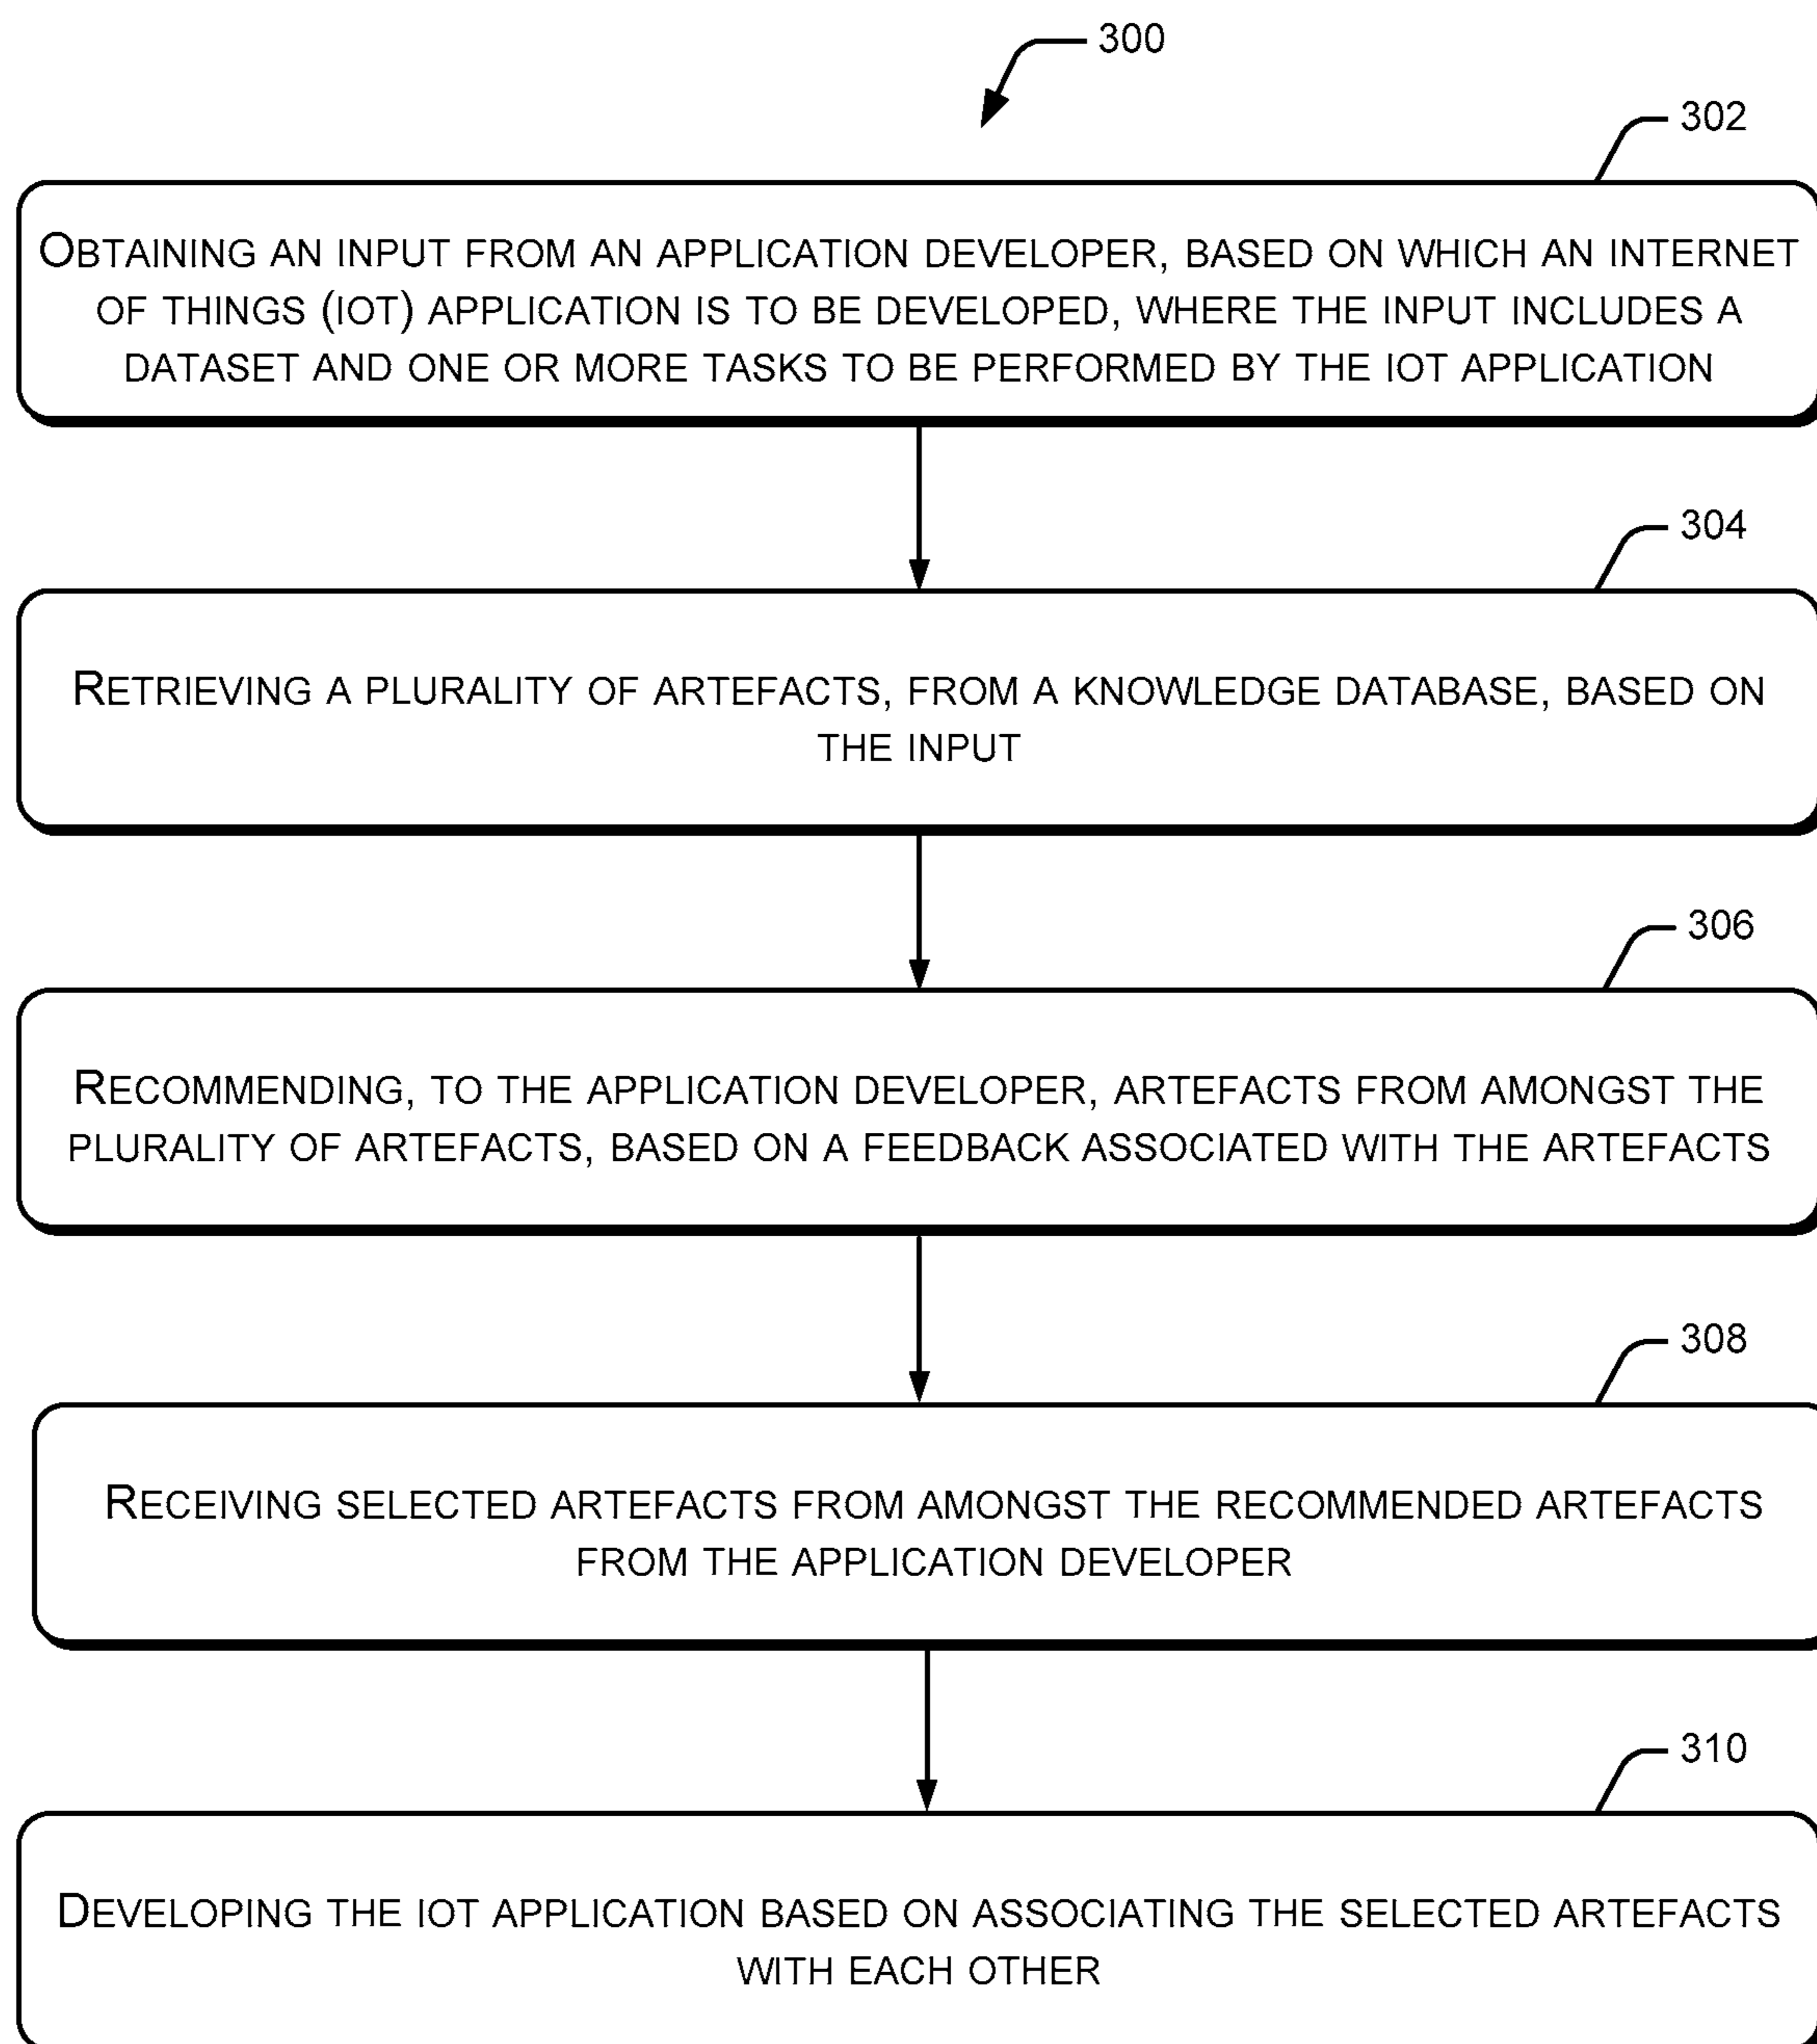 300
302
OBTAINING AN INPUT FROM AN APPLICATION DEVELOPER, BASED ON WHICH AN INTERNET
OF THINGS (IOT) APPLICATION IS TO BE DEVELOPED, WHERE THE INPUT INCLUDES A
DATASET AND ONE OR MORE TASKS TO BE PERFORMED BY THE IOT APPLICATION
304
RETRIEVING A PLURALITY OF ARTEFACTS, FROM A KNOWLEDGE DATABASE, BASED ON
THE INPUT
306
RECOMMENDING, TO THE APPLICATION DEVELOPER, ARTEFACTS FROM AMONGST THE
PLURALITY OF ARTEFACTS, BASED ON A FEEDBACK ASSOCIATED WITH THE ARTEFACTS
308
RECEIVING SELECTED ARTEFACTS FROM AMONGST THE RECOMMENDED ARTEFACTS
FROM THE APPLICATION DEVELOPER
310
DEVELOPING THE IOT APPLICATION BASED ON ASSOCIATING THE SELECTED ARTEFACTS
WITH EACH OTHER